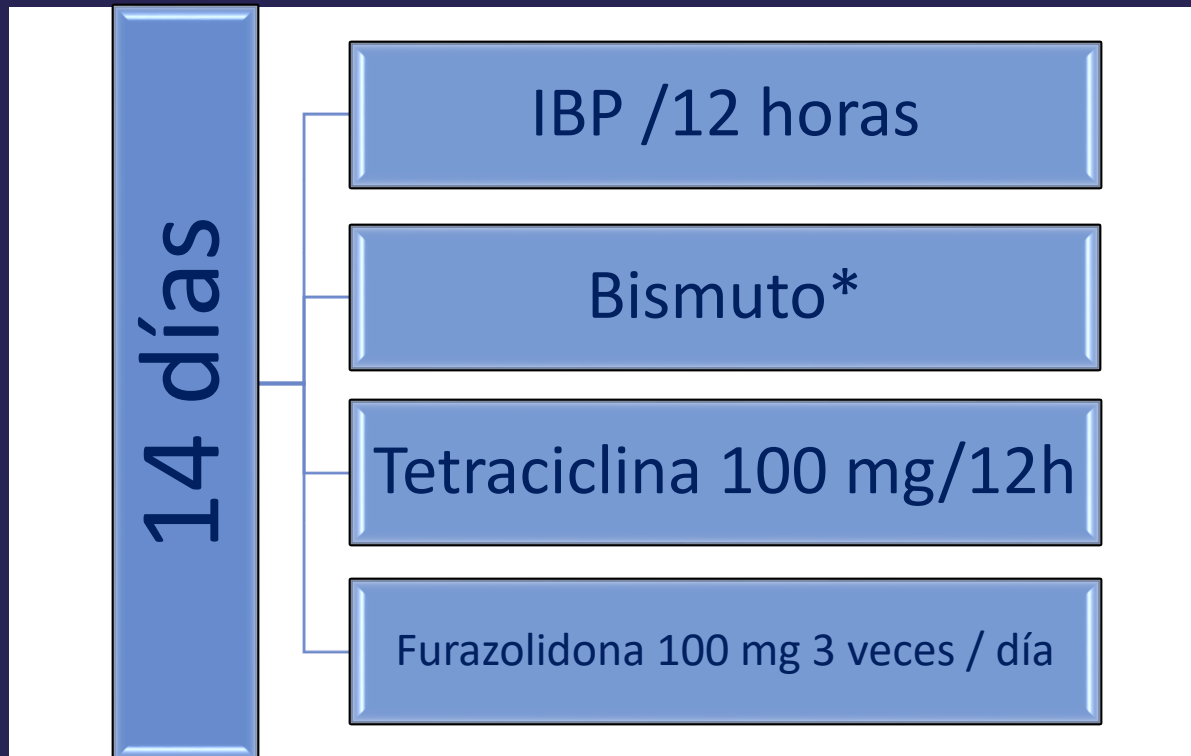 14 días
IBP /12 horas
Bismuto*
Tetraciclina 100 mg/12h
Furazolidona 100 mg 3 veces / día